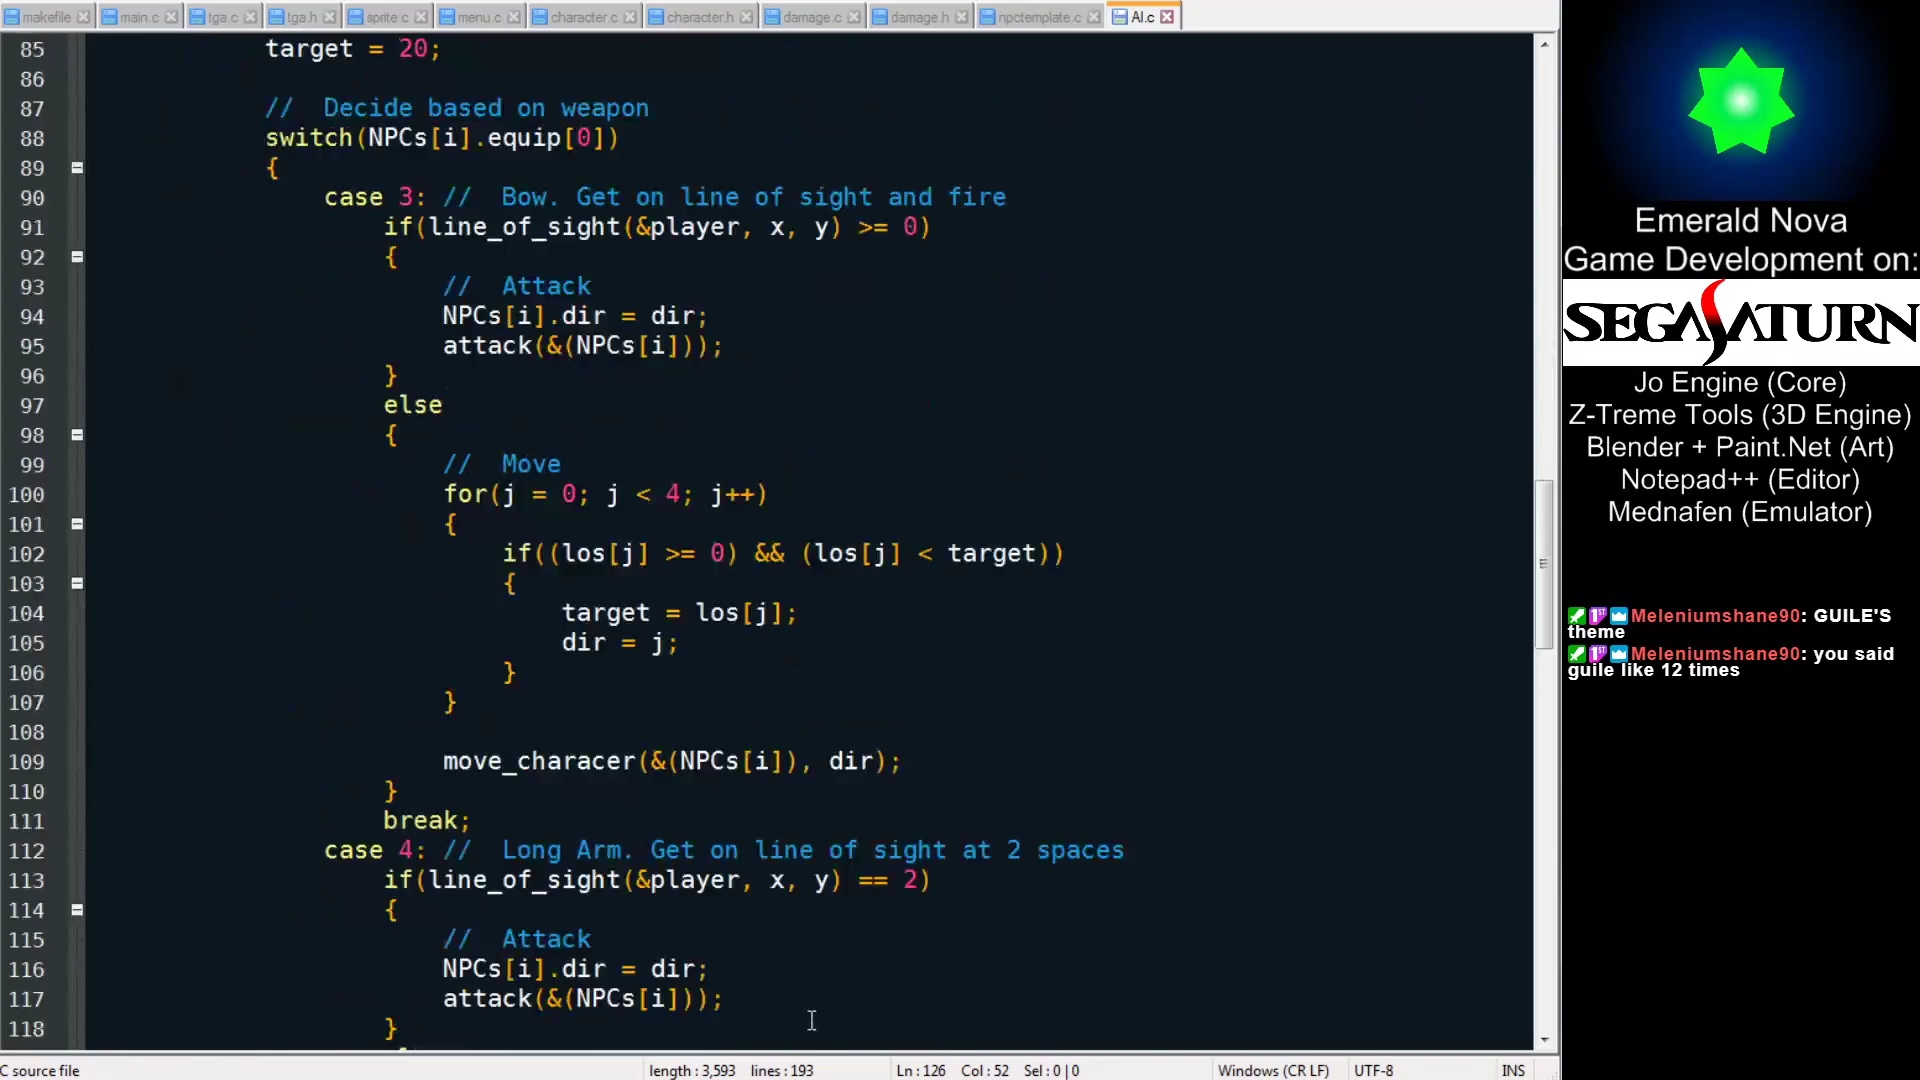 makefile main.c tga.c tga.h sprite.c menu.c character.c character.h damage.c damage.h npctemplate.c AI.c
85 target = 20;
86
87 // Decide based on weapon
88 switch(NPCs[i].equip[0])
89 {
90 case 3: // Bow. Get on line of sight and fire
91 if(line_of_sight(&player, x, y) >= 0)
92 {
93 // Attack
94 NPCs[i].dir = dir;
95 attack(&(NPCs[i]));
96 }
97 else
98 {
99 // Move
100 for(j = 0; j < 4; j++)
101 {
102 if((los[j] >= 0) && (los[j] < target))
103 {
104 target = los[j];
105 dir = j;
106 }
107 }
108
109 move_characer(&(NPCs[i]), dir);
110 }
111 break;
112 case 4: // Long Arm. Get on line of sight at 2 spaces
113 if(line_of_sight(&player, x, y) == 2)
114 {
115 // Attack
116 NPCs[i].dir = dir;
117 attack(&(NPCs[i]));
118 }
C source file length : 3,593 lines : 193 Ln : 126 Col : 52 Sel : 0 | 0 Windows (CR LF) UTF-8 INS
Emerald Nova
Game Development on:
SEGA SATURN
Jo Engine (Core)
Z-Treme Tools (3D Engine)
Blender + Paint.Net (Art)
Notepad++ (Editor)
Mednafen (Emulator)
1ST Meleniumshane90: GUILE'S
theme
1ST Meleniumshane90: you said
guile like 12 times